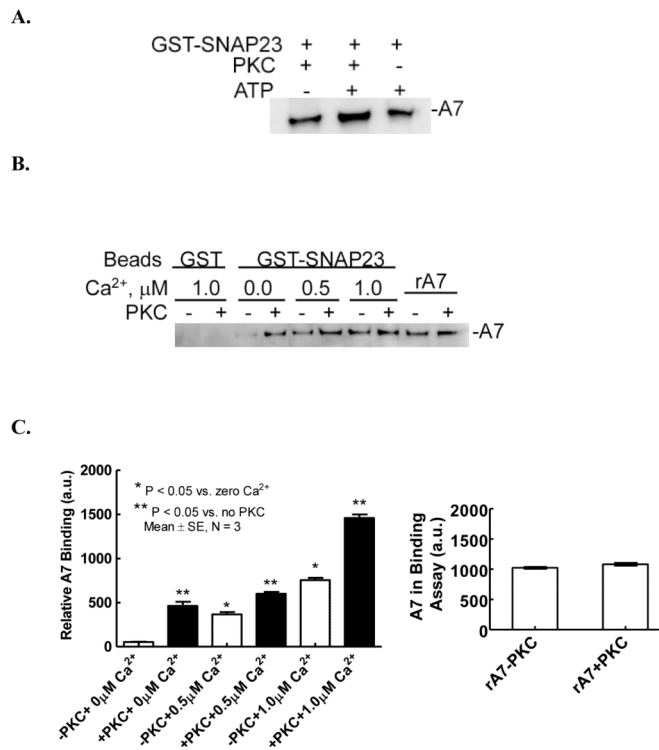 A.
GST-SNAP23 + + +
PKC + + -
ATP - + +
-A7
B.
Beads GST GST-SNAP23
Ca2+, μM 1.0 0.0 0.5 1.0 rA7
PKC - + - + - + - + - +
-A7
C.
2000
1500
1000
500
0
Relative A7 Binding (a.u.)
* P < 0.05 vs. zero Ca2+
** P < 0.05 vs. no PKC
Mean ± SE, N = 3
** * ** * **
-PKC+ 0μM Ca2+
+PKC+ 0μM Ca2+
-PKC+0.5μM Ca2+
+PKC+0.5μM Ca2+
-PKC+1.0μM Ca2+
+PKC+1.0μM Ca2+
2000
1500
1000
500
0
A7 in Binding
Assay (a.u.)
rA7-PKC
rA7+PKC